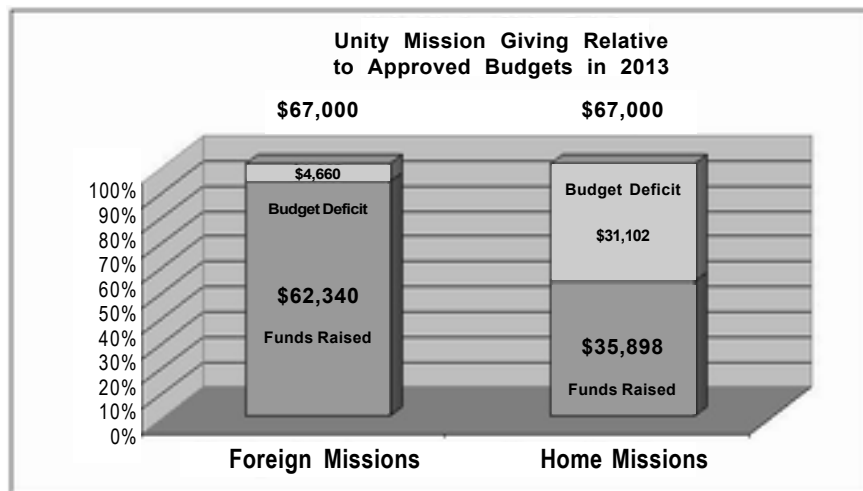 Unity Mission Giving Relative
to Approved Budgets in 2013
$67,000 $67,000
$4,660
Budget Deficit
$62,340
Funds Raised
Budget Deficit
$31,102
$35,898
Funds Raised
100%
90%
80%
70%
60%
50%
40%
30%
20%
10%
0%
Foreign Missions Home Missions